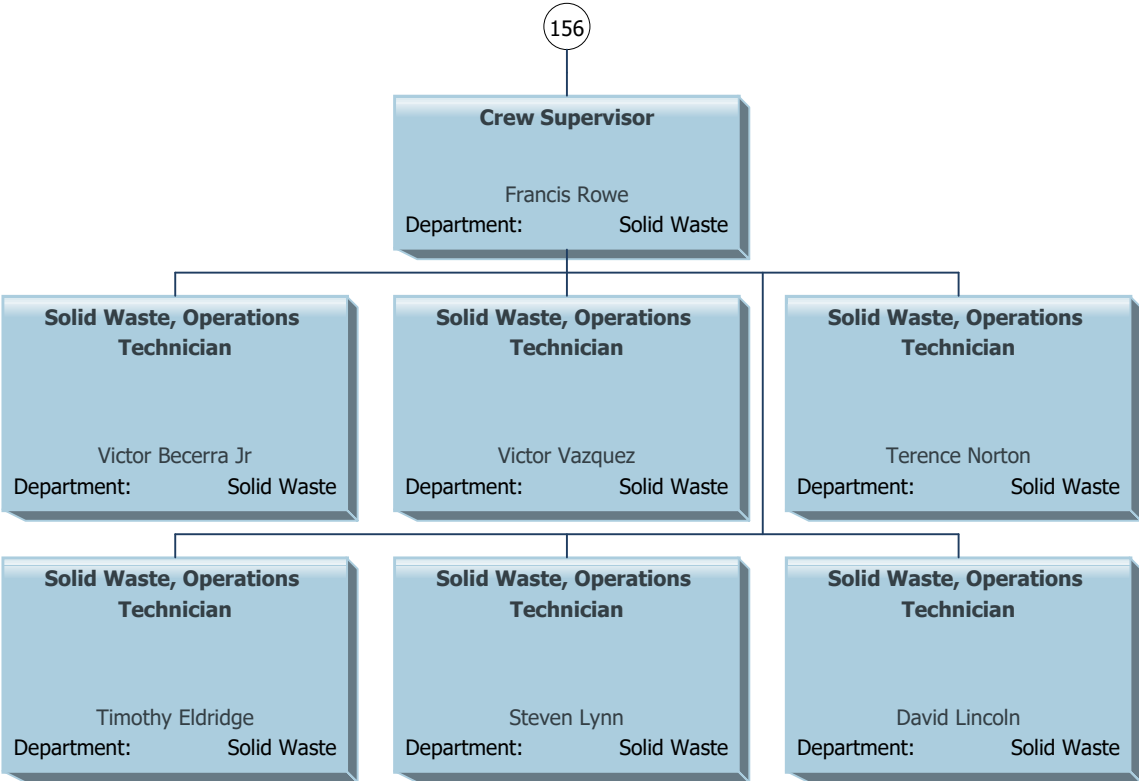 156
Crew Supervisor
Francis Rowe
Department: Solid Waste
Solid Waste, Operations
Technician
Victor Becerra Jr
Department: Solid Waste
Solid Waste, Operations
Technician
Victor Vazquez
Department: Solid Waste
Solid Waste, Operations
Technician
Terence Norton
Department: Solid Waste
Solid Waste, Operations
Technician
Timothy Eldridge
Department: Solid Waste
Solid Waste, Operations
Technician
Steven Lynn
Department: Solid Waste
Solid Waste, Operations
Technician
David Lincoln
Department: Solid Waste